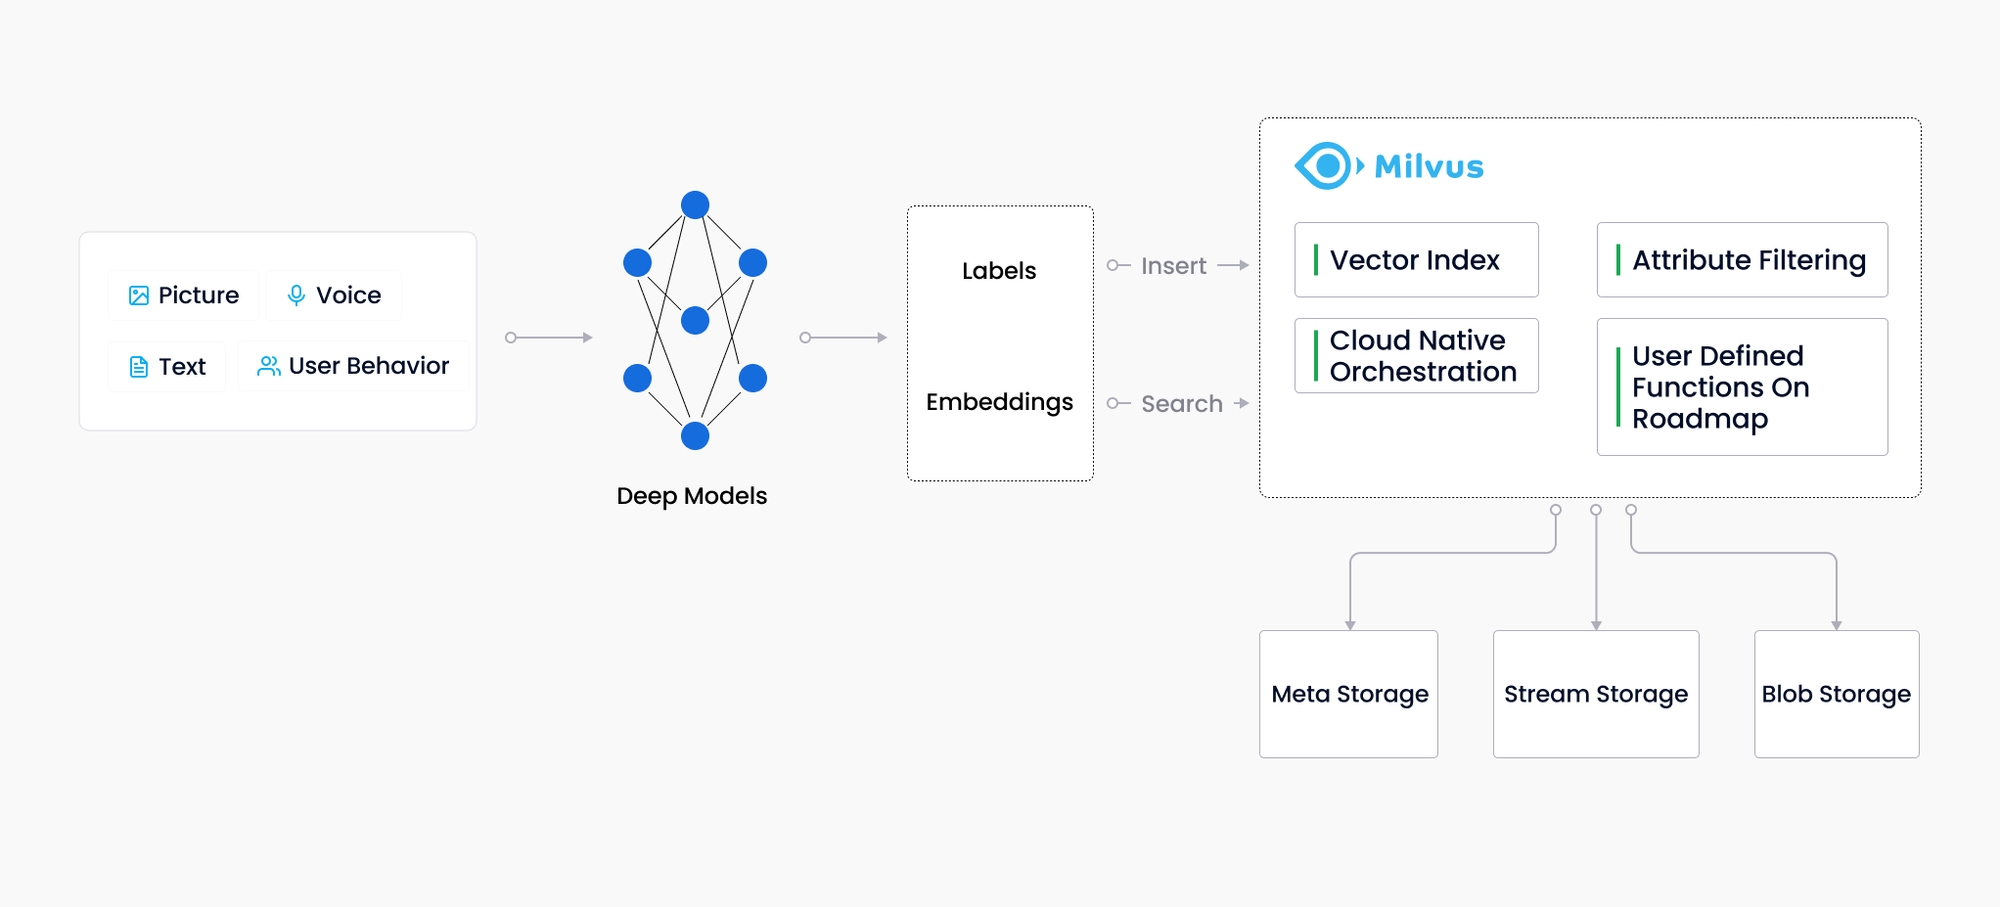 Picture
Voice
Text
User Behavior
Deep Models
Labels
Embeddings
Insert
Search
Milvus
Vector Index
Attribute Filtering
Cloud Native
Orchestration
User Defined
Functions On
Roadmap
Meta Storage
Stream Storage
Blob Storage